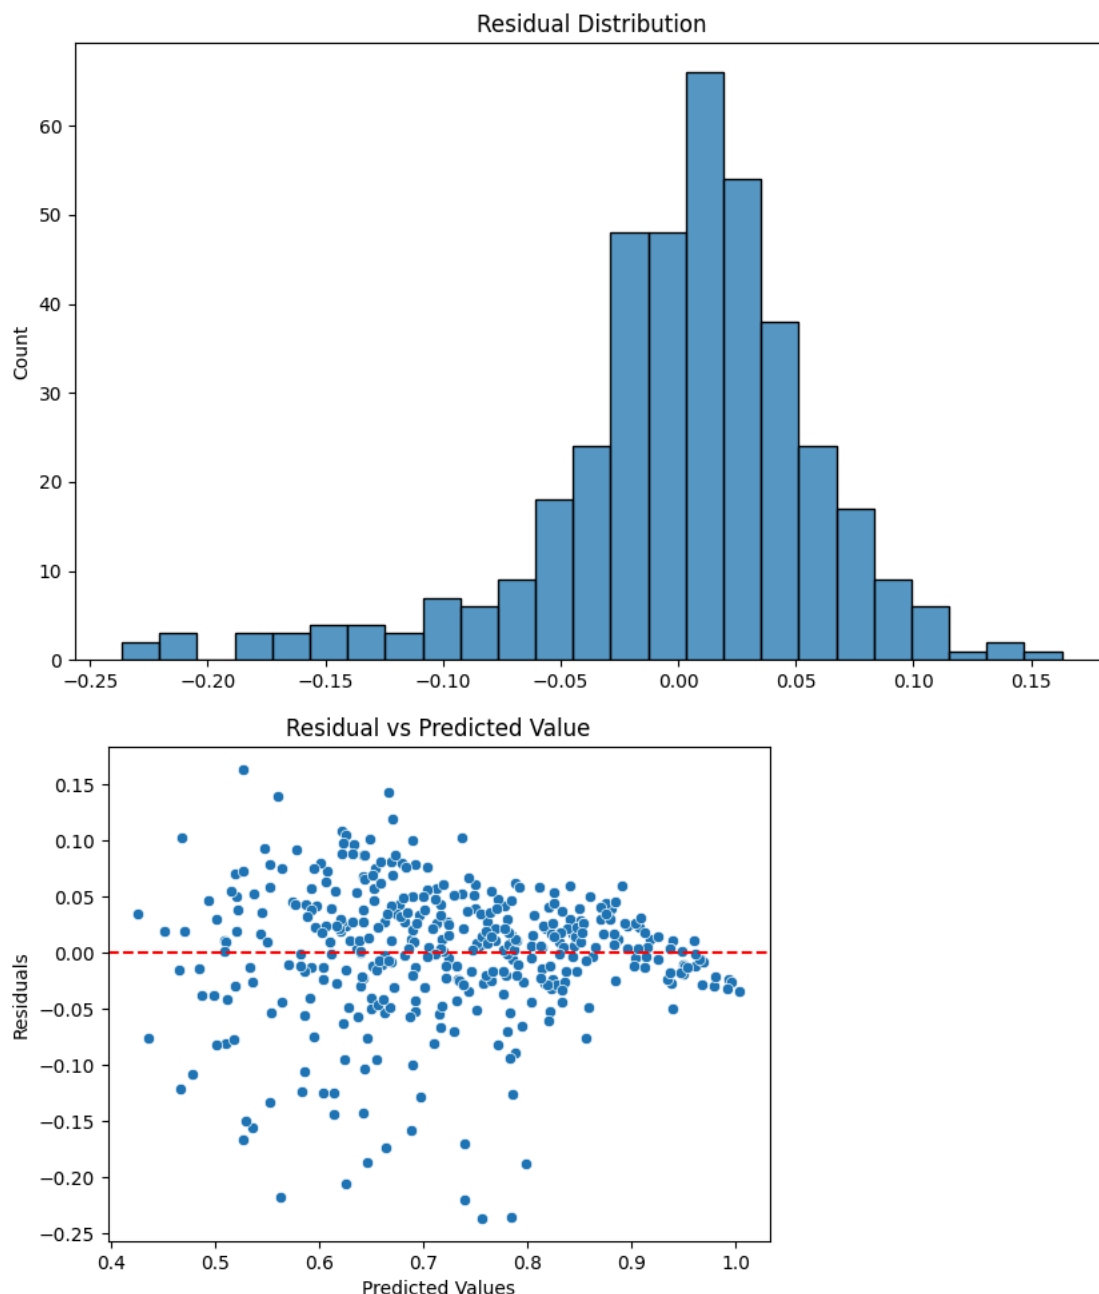 Residual Distribution
60
50
40
30
20
10
0
Count
−0.25 −0.20 −0.15 −0.10 −0.05 0.00 0.05 0.10 0.15
Residual vs Predicted Value
0.15
0.10
0.05
0.00
−0.05
−0.10
−0.15
−0.20
−0.25
Residuals
0.4 0.5 0.6 0.7 0.8 0.9 1.0
Predicted Values